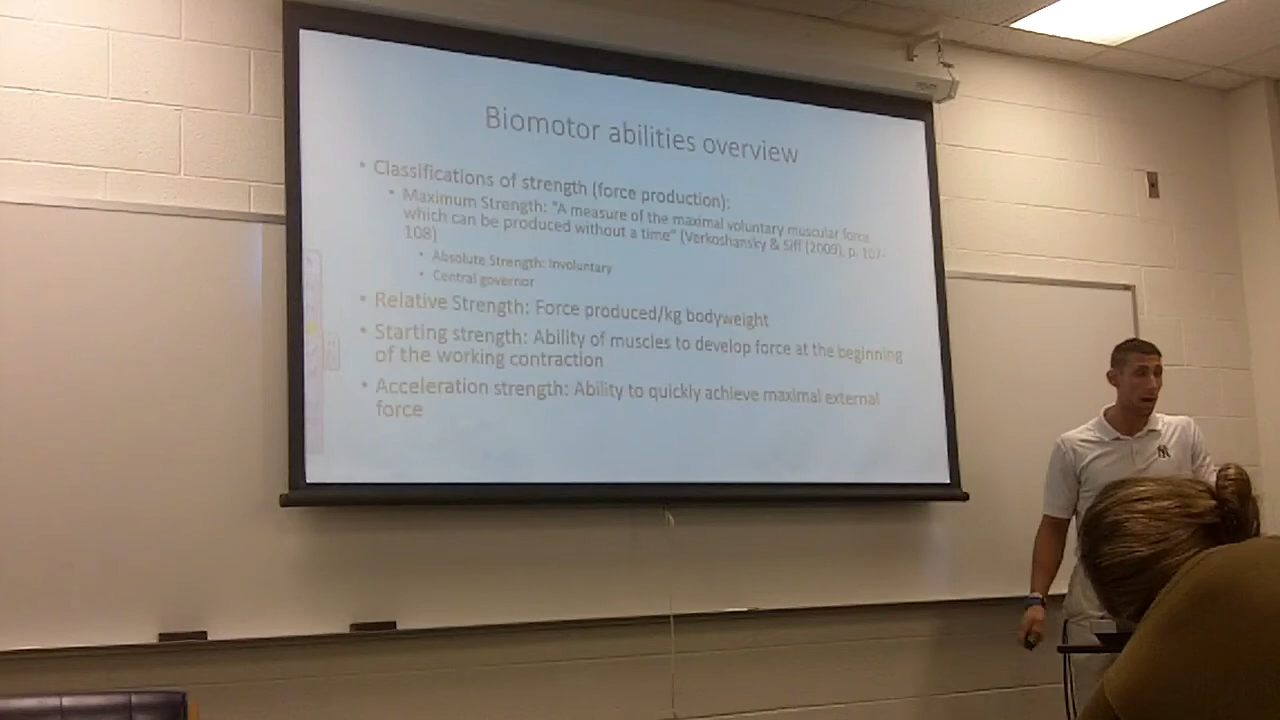 Biomotor abilities overview
• Classifications of strength (force production):
• Maximum Strength: "A measure of the maximal voluntary muscular force
which can be produced without a time" (Verkoshansky & Siff (2009), p. 107-
108)
• Absolute Strength: Involuntary
• Central governor
• Relative Strength: Force produced/kg bodyweight
• Starting strength: Ability of muscles to develop force at the beginning
of the working contraction
• Acceleration strength: Ability to quickly achieve maximal external
force
NY